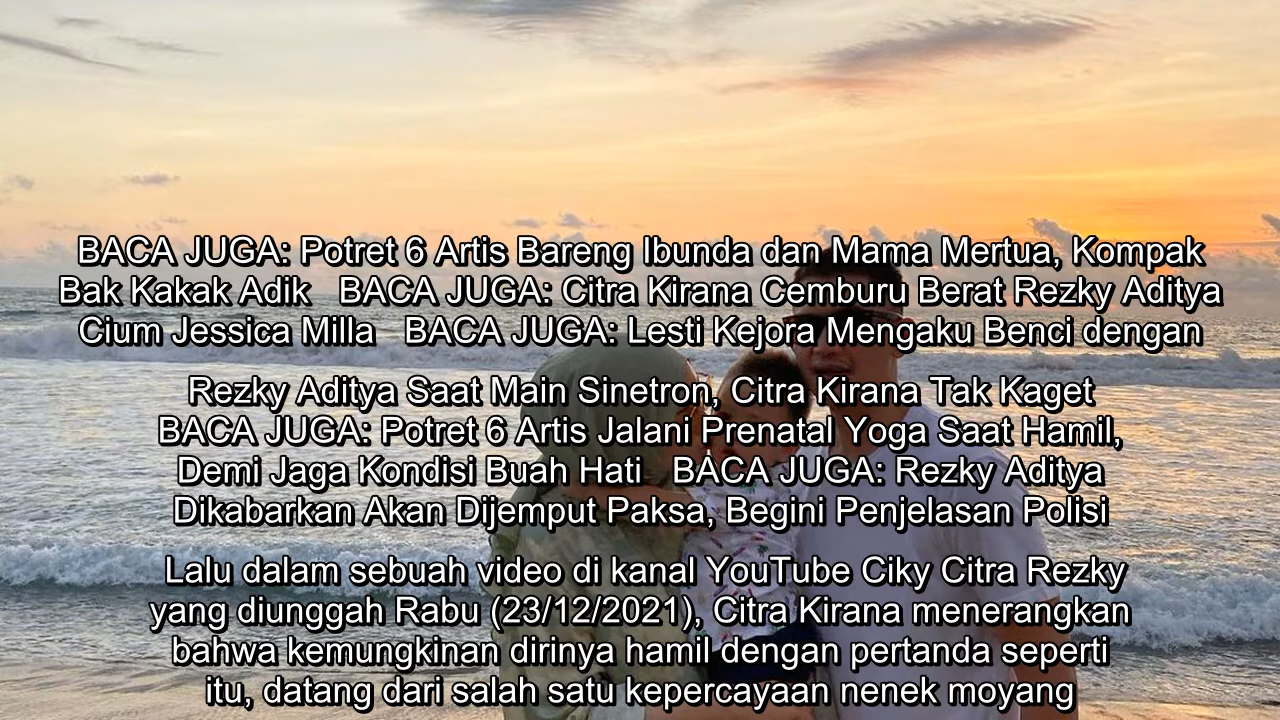 BACA JUGA: Potret 6 Artis Bareng Ibunda dan Mama Mertua, Kompak
Bak Kakak Adik   BACA JUGA: Citra Kirana Cemburu Berat Rezky Aditya
Cium Jessica Milla   BACA JUGA: Lesti Kejora Mengaku Benci dengan
Rezky Aditya Saat Main Sinetron, Citra Kirana Tak Kaget
BACA JUGA: Potret 6 Artis Jalani Prenatal Yoga Saat Hamil,
Demi Jaga Kondisi Buah Hati   BACA JUGA: Rezky Aditya
Dikabarkan Akan Dijemput Paksa, Begini Penjelasan Polisi
Lalu dalam sebuah video di kanal YouTube Ciky Citra Rezky
yang diunggah Rabu (23/12/2021), Citra Kirana menerangkan
bahwa kemungkinan dirinya hamil dengan pertanda seperti
itu, datang dari salah satu kepercayaan nenek moyang